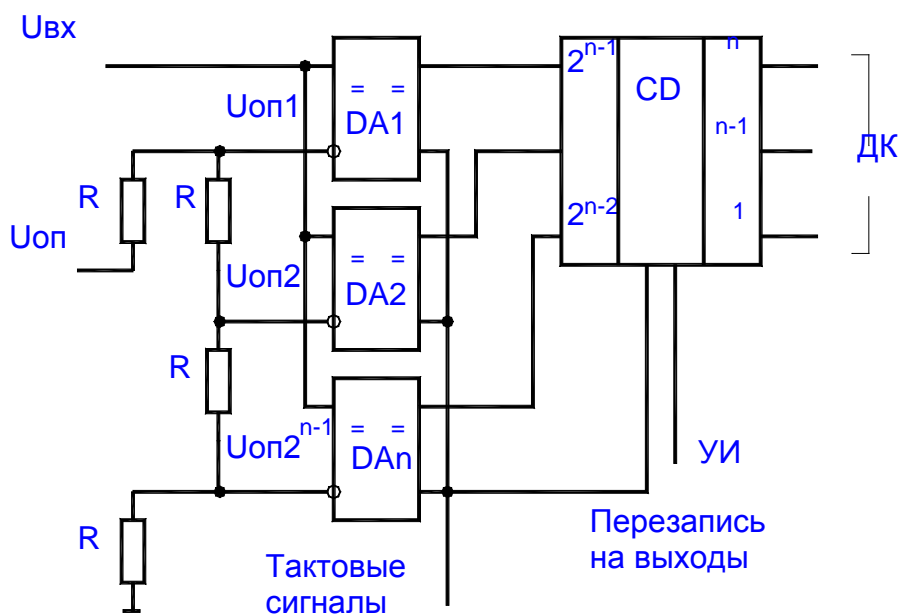 Uвх
2ⁿ⁻¹ CD n
Uоп1 = = DA1
n-1
ДК
R R
2ⁿ⁻² 1
Uоп
Uоп2 = = DA2
R
Uоп2ⁿ⁻¹ = = DAn
УИ
R
Перезапись
на выходы
Тактовые
сигналы